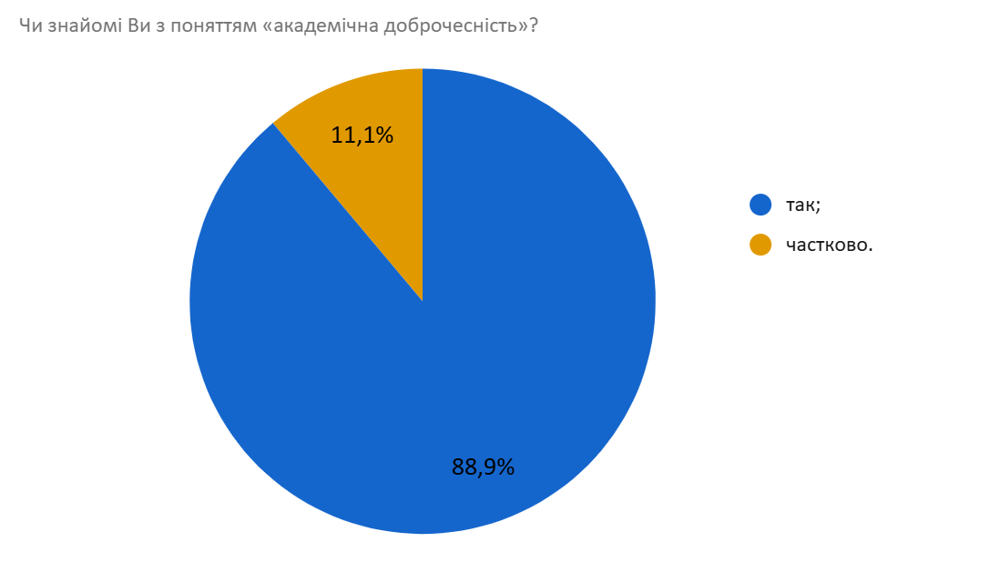 Чи знайомі Ви з поняттям «академічна доброчесність»?
11,1%
так;
частково.
88,9%